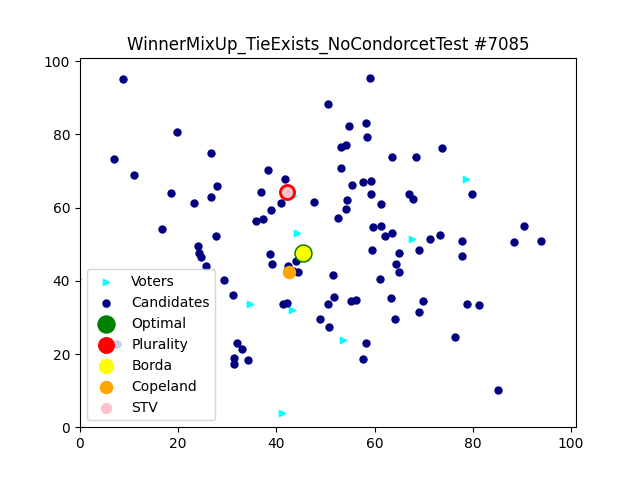 WinnerMixUp_TieExists_NoCondorcetTest #7085
100
80
60
40
20
0
0 20 40 60 80 100
Voters
Candidates
Optimal
Plurality
Borda
Copeland
STV